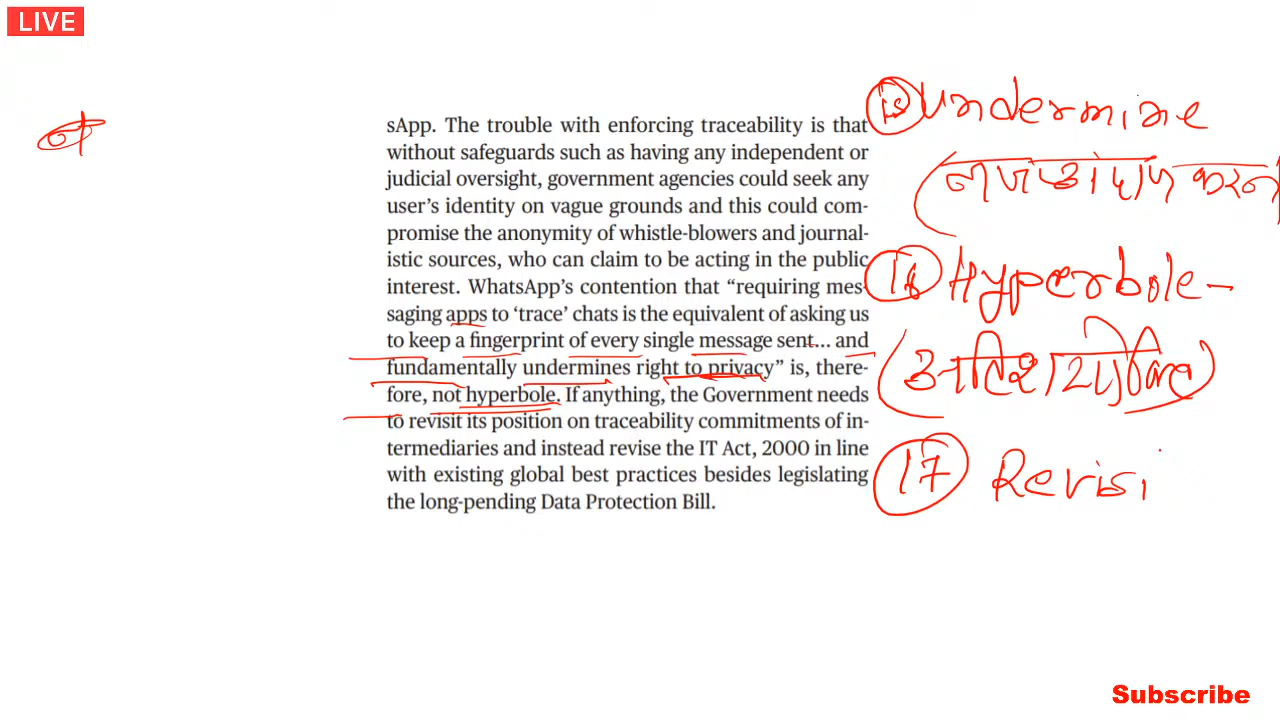 LIVE
sApp. The trouble with enforcing traceability is that
without safeguards such as having any independent or
judicial oversight, government agencies could seek any
user’s identity on vague grounds and this could com-
promise the anonymity of whistle-blowers and journal-
istic sources, who can claim to be acting in the public
interest. WhatsApp’s contention that “requiring mes-
saging apps to ‘trace’ chats is the equivalent of asking us
to keep a fingerprint of every single message sent... and
fundamentally undermines right to privacy” is, there-
fore, not hyperbole. If anything, the Government needs
to revisit its position on traceability commitments of in-
termediaries and instead revise the IT Act, 2000 in line
with existing global best practices besides legislating
the long-pending Data Protection Bill.
15 undermine
करना
16 Hyperbole-
(अतिशयोक्ति)
17 Revisi
Subscribe